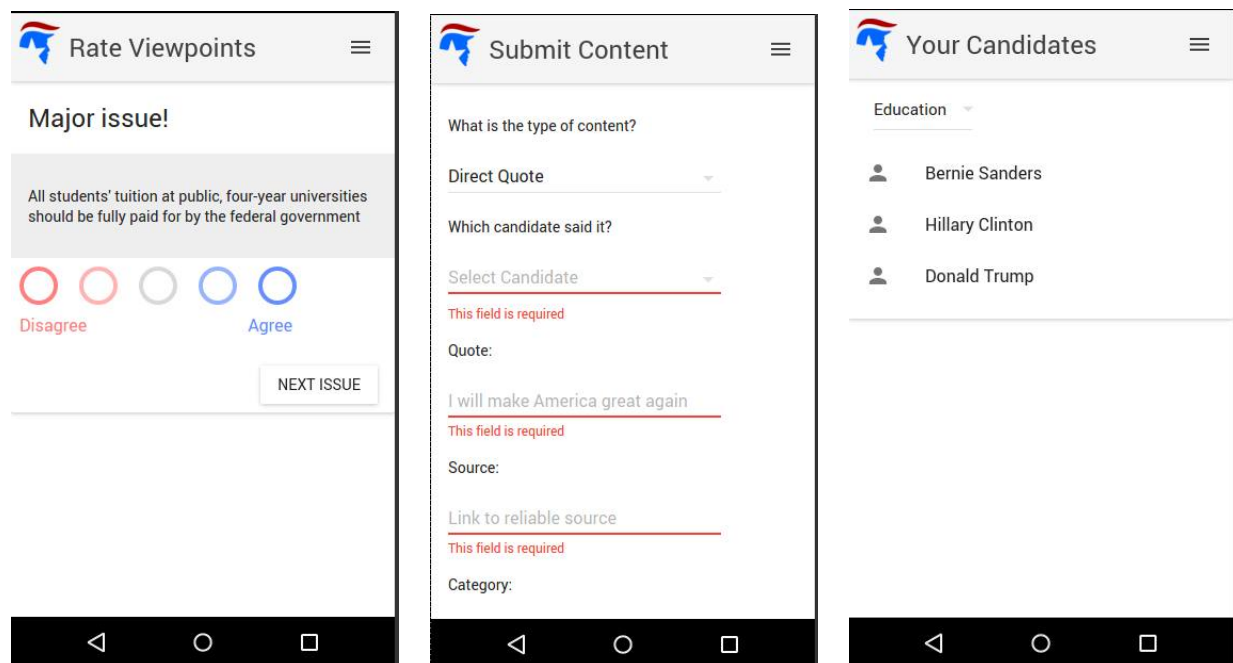 Rate Viewpoints
Major issue!
All students' tuition at public, four-year universities
should be fully paid for by the federal government
Disagree
Agree
NEXT ISSUE
Submit Content
What is the type of content?
Direct Quote
Which candidate said it?
Select Candidate
This field is required
Quote:
I will make America great again
This field is required
Source:
Link to reliable source
This field is required
Category:
Your Candidates
Education
Bernie Sanders
Hillary Clinton
Donald Trump